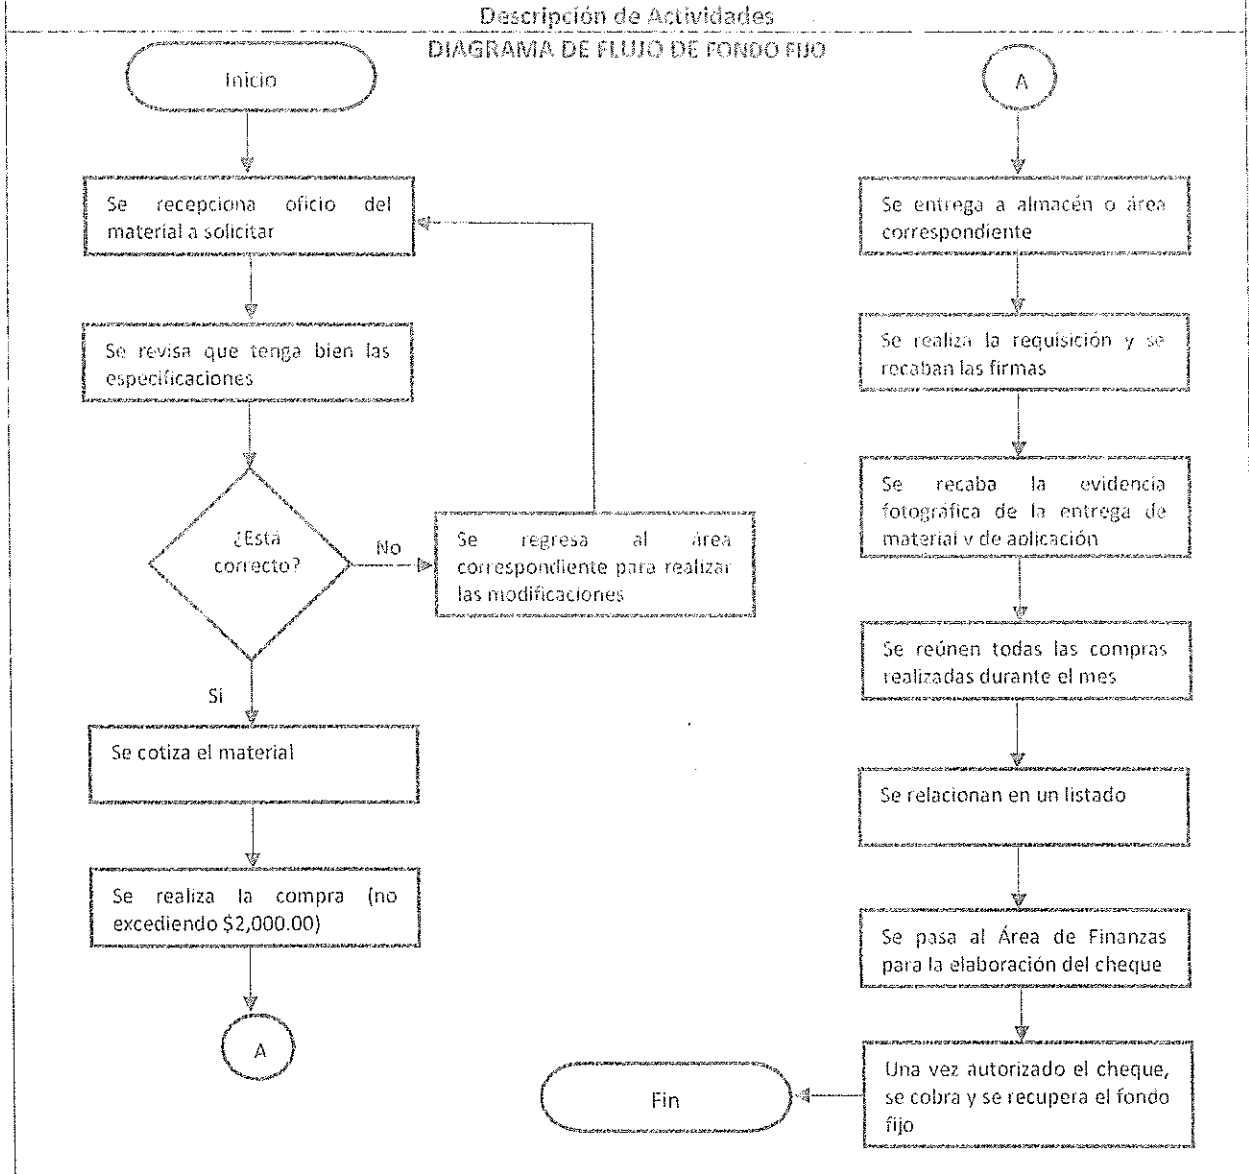 Descripción de Actividades
DIAGRAMA DE FLUJO DE FONDO FIJO
Inicio
Se recepciona oficio del
material a solicitar
Se revisa que tenga bien las
especificaciones
¿Está
correcto?
No
Se regresa al área
correspondiente para realizar
las modificaciones
Si
Se cotiza el material
Se realiza la compra (no
excediendo $2,000.00)
A
A
Se entrega a almacén o área
correspondiente
Se realiza la requisición y se
recaban las firmas
Se recaba la evidencia
fotográfica de la entrega de
material y de aplicación
Se reúnen todas las compras
realizadas durante el mes
Se relacionan en un listado
Se pasa al Área de Finanzas
para la elaboración del cheque
Una vez autorizado el cheque,
se cobra y se recupera el fondo
fijo
Fin